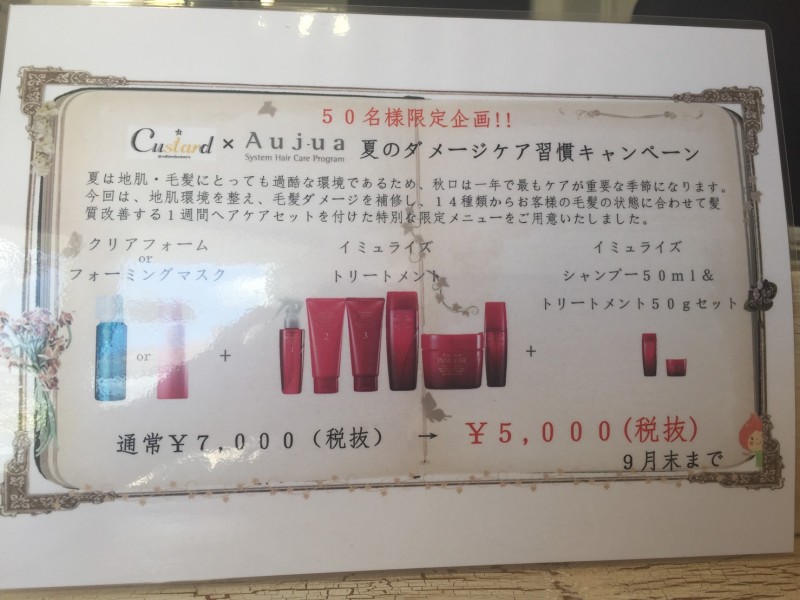 50名様限定企画!!
Custard × Aujua 夏のダメージケア習慣キャンペーン
System Hair Care Program
夏は地肌・毛髪にとっても過酷な環境であるため、秋口は一年で最もケアが重要な季節になります。
今回は、地肌環境を整え、毛髪ダメージを補修し、14種類からお客様の毛髪の状態に合わせて髪
質改善する1週間ヘアケアセットを付けた特別な限定メニューをご用意いたしました。
クリアフォーム
or
フォーミングマスク
イミュライズ
トリートメント
イミュライズ
シャンプー50ml&
トリートメント50gセット
or
+
1
2
3
+
通常¥7,000(税抜) → ¥5,000(税抜)
9月末まで